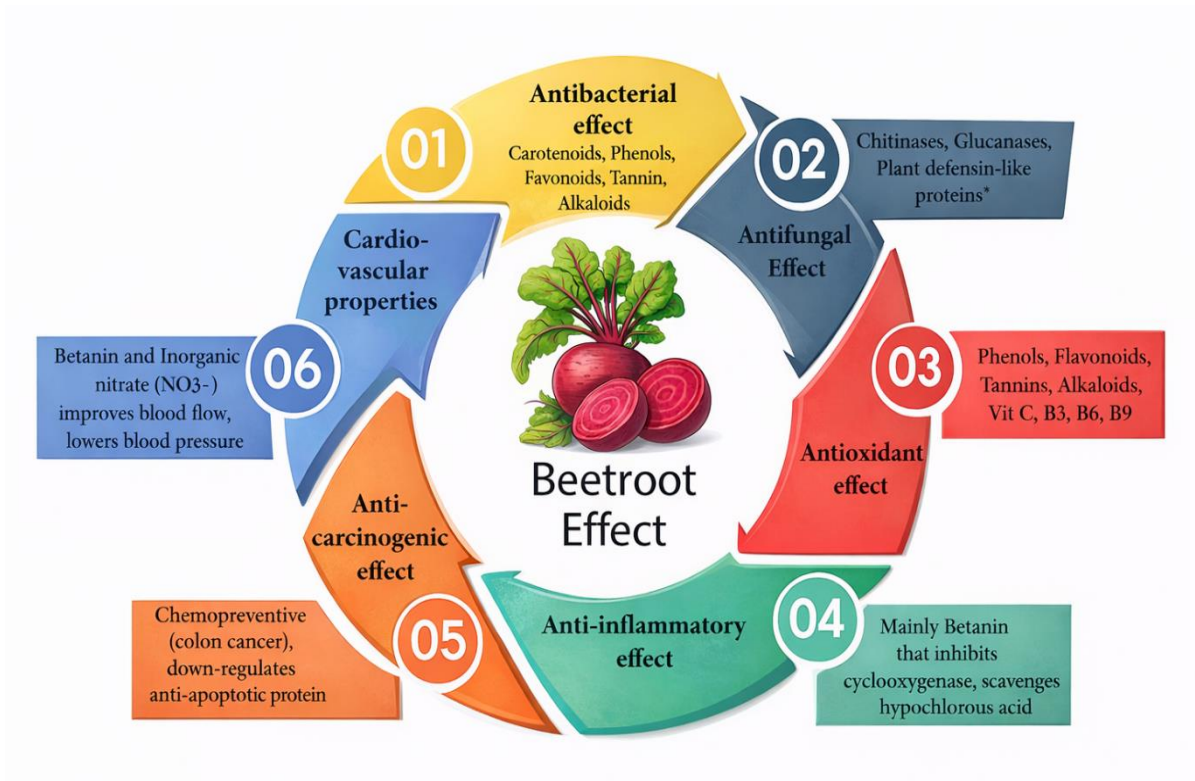 01
Antibacterial
effect
Carotenoids, Phenols,
Favonoids, Tannin,
Alkaloids
02
Chitinases, Glucanases,
Plant defensin-like
proteins*
Antifungal
Effect
03
Phenols, Flavonoids,
Tannins, Alkaloids,
Vit C, B3, B6, B9
Antioxidant
effect
04
Mainly Betanin
that inhibits
cyclooxygenase, scavenges
hypochlorous acid
Anti-inflammatory
effect
05
Anti-
carcinogenic
effect
Chemopreventive
(colon cancer),
down-regulates
anti-apoptotic protein
06
Cardio-
vascular
properties
Betanin and Inorganic
nitrate (NO3-)
improves blood flow,
lowers blood pressure
Beetroot
Effect